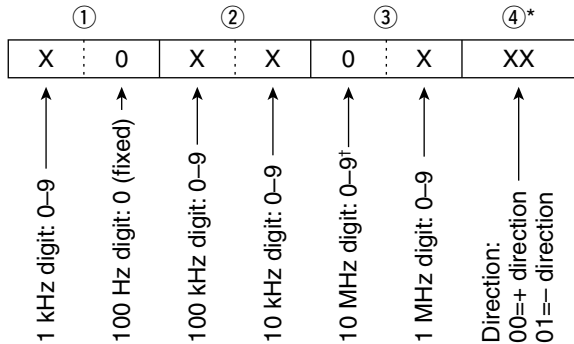 ① ② ③ ④*
X 0 X X 0 X XX
1 kHz digit: 0–9
100 Hz digit: 0 (fixed)
100 kHz digit: 0–9
10 kHz digit: 0–9
10 MHz digit: 0–9†
1 MHz digit: 0–9
Direction:
00=+ direction
01=– direction